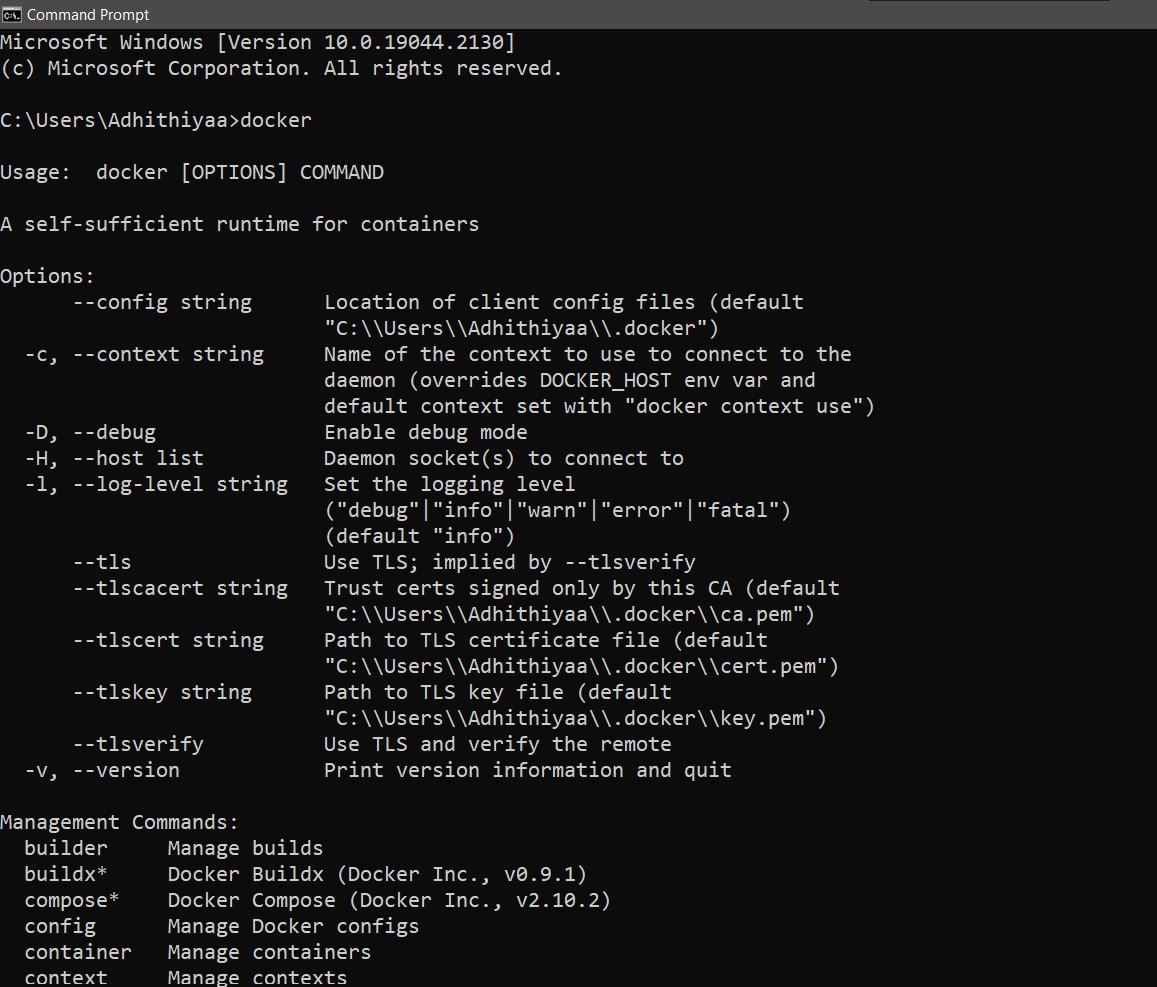 Command Prompt
Microsoft Windows [Version 10.0.19044.2130]
(c) Microsoft Corporation. All rights reserved.
C:\Users\Adhithiyaa>docker
Usage:  docker [OPTIONS] COMMAND
A self-sufficient runtime for containers
Options:
      --config string      Location of client config files (default
                           "C:\\Users\\Adhithiyaa\\.docker")
  -c, --context string     Name of the context to use to connect to the
                           daemon (overrides DOCKER_HOST env var and
                           default context set with "docker context use")
  -D, --debug              Enable debug mode
  -H, --host list          Daemon socket(s) to connect to
  -l, --log-level string   Set the logging level
                           ("debug"|"info"|"warn"|"error"|"fatal")
                           (default "info")
      --tls                Use TLS; implied by --tlsverify
      --tlscacert string   Trust certs signed only by this CA (default
                           "C:\\Users\\Adhithiyaa\\.docker\\ca.pem")
      --tlscert string     Path to TLS certificate file (default
                           "C:\\Users\\Adhithiyaa\\.docker\\cert.pem")
      --tlskey string      Path to TLS key file (default
                           "C:\\Users\\Adhithiyaa\\.docker\\key.pem")
      --tlsverify          Use TLS and verify the remote
  -v, --version            Print version information and quit
Management Commands:
  builder     Manage builds
  buildx*     Docker Buildx (Docker Inc., v0.9.1)
  compose*    Docker Compose (Docker Inc., v2.10.2)
  config      Manage Docker configs
  container   Manage containers
  context     Manage contexts